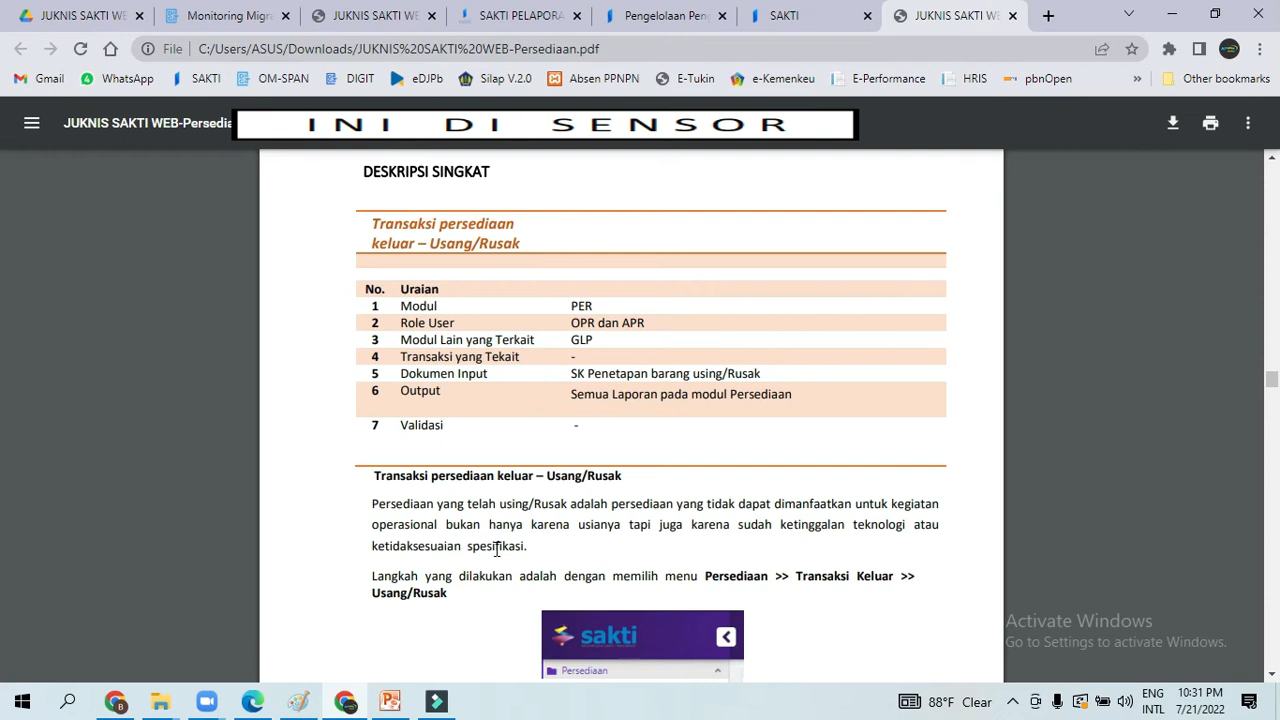 JUKNIS SAKTI WE
Monitoring Migra
JUKNIS SAKTI WE
SAKTI PELAPORA
Pengelolaan Peng
SAKTI
JUKNIS SAKTI WE
File
C:/Users/ASUS/Downloads/JUKNIS%20SAKTI%20WEB-Persediaan.pdf
Gmail
WhatsApp
SAKTI
OM-SPAN
DIGIT
eDJPb
Silap V.2.0
Absen PPNPN
E-Tukin
e-Kemenkeu
E-Performance
HRIS
pbnOpen
Other bookmarks
JUKNIS SAKTI WEB-Persedia
INI DI SENSOR
DESKRIPSI SINGKAT
Transaksi persediaan
keluar – Usang/Rusak
No. Uraian
1 Modul PER
2 Role User OPR dan APR
3 Modul Lain yang Terkait GLP
4 Transaksi yang Tekait -
5 Dokumen Input SK Penetapan barang using/Rusak
6 Output Semua Laporan pada modul Persediaan
7 Validasi -
Transaksi persediaan keluar – Usang/Rusak
Persediaan yang telah using/Rusak adalah persediaan yang tidak dapat dimanfaatkan untuk kegiatan
operasional bukan hanya karena usianya tapi juga karena sudah ketinggalan teknologi atau
ketidaksesuaian spesifikasi.
Langkah yang dilakukan adalah dengan memilih menu Persediaan >> Transaksi Keluar >>
Usang/Rusak
sakti
Persediaan
Activate Windows
Go to Settings to activate Windows.
88°F Clear
ENG
INTL
10:31 PM
7/21/2022